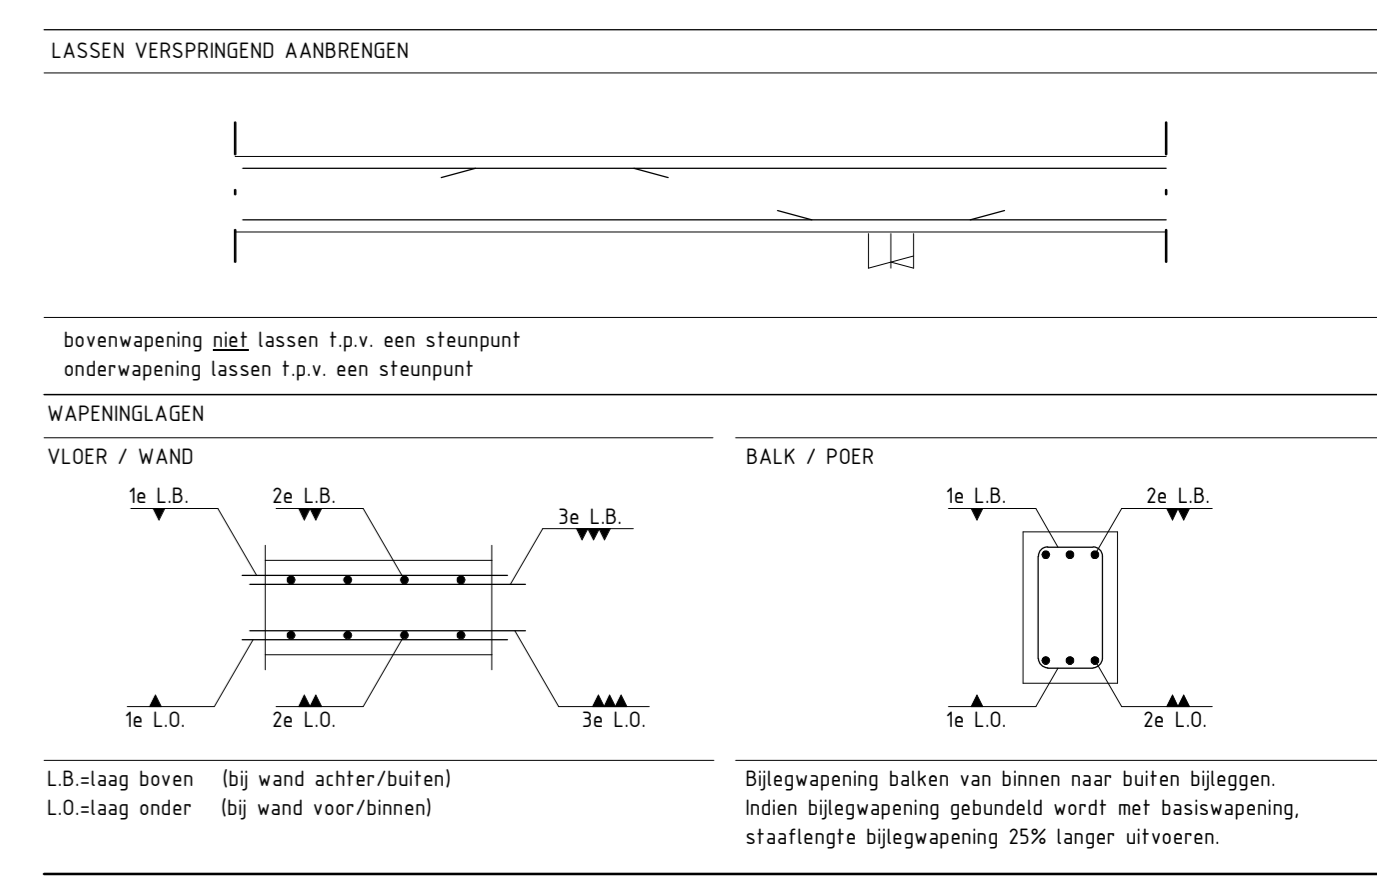 LASSEN VERSPRINGEND AANBRENGEN
bovenwapening niet lassen t.p.v. een steunpunt
onderwapening lassen t.p.v. een steunpunt
WAPENINGLAGEN
VLOER / WAND
1e L.B.
2e L.B.
3e L.B.
1e L.O.
2e L.O.
3e L.O.
L.B.=laag boven (bij wand achter/buiten)
L.O.=laag onder (bij wand voor/binnen)
BALK / POER
1e L.B.
2e L.B.
1e L.O.
2e L.O.
Bijlegwapening balken van binnen naar buiten bijleggen.
Indien bijlegwapening gebundeld wordt met basiswapening,
staaflengte bijlegwapening 25% langer uitvoeren.